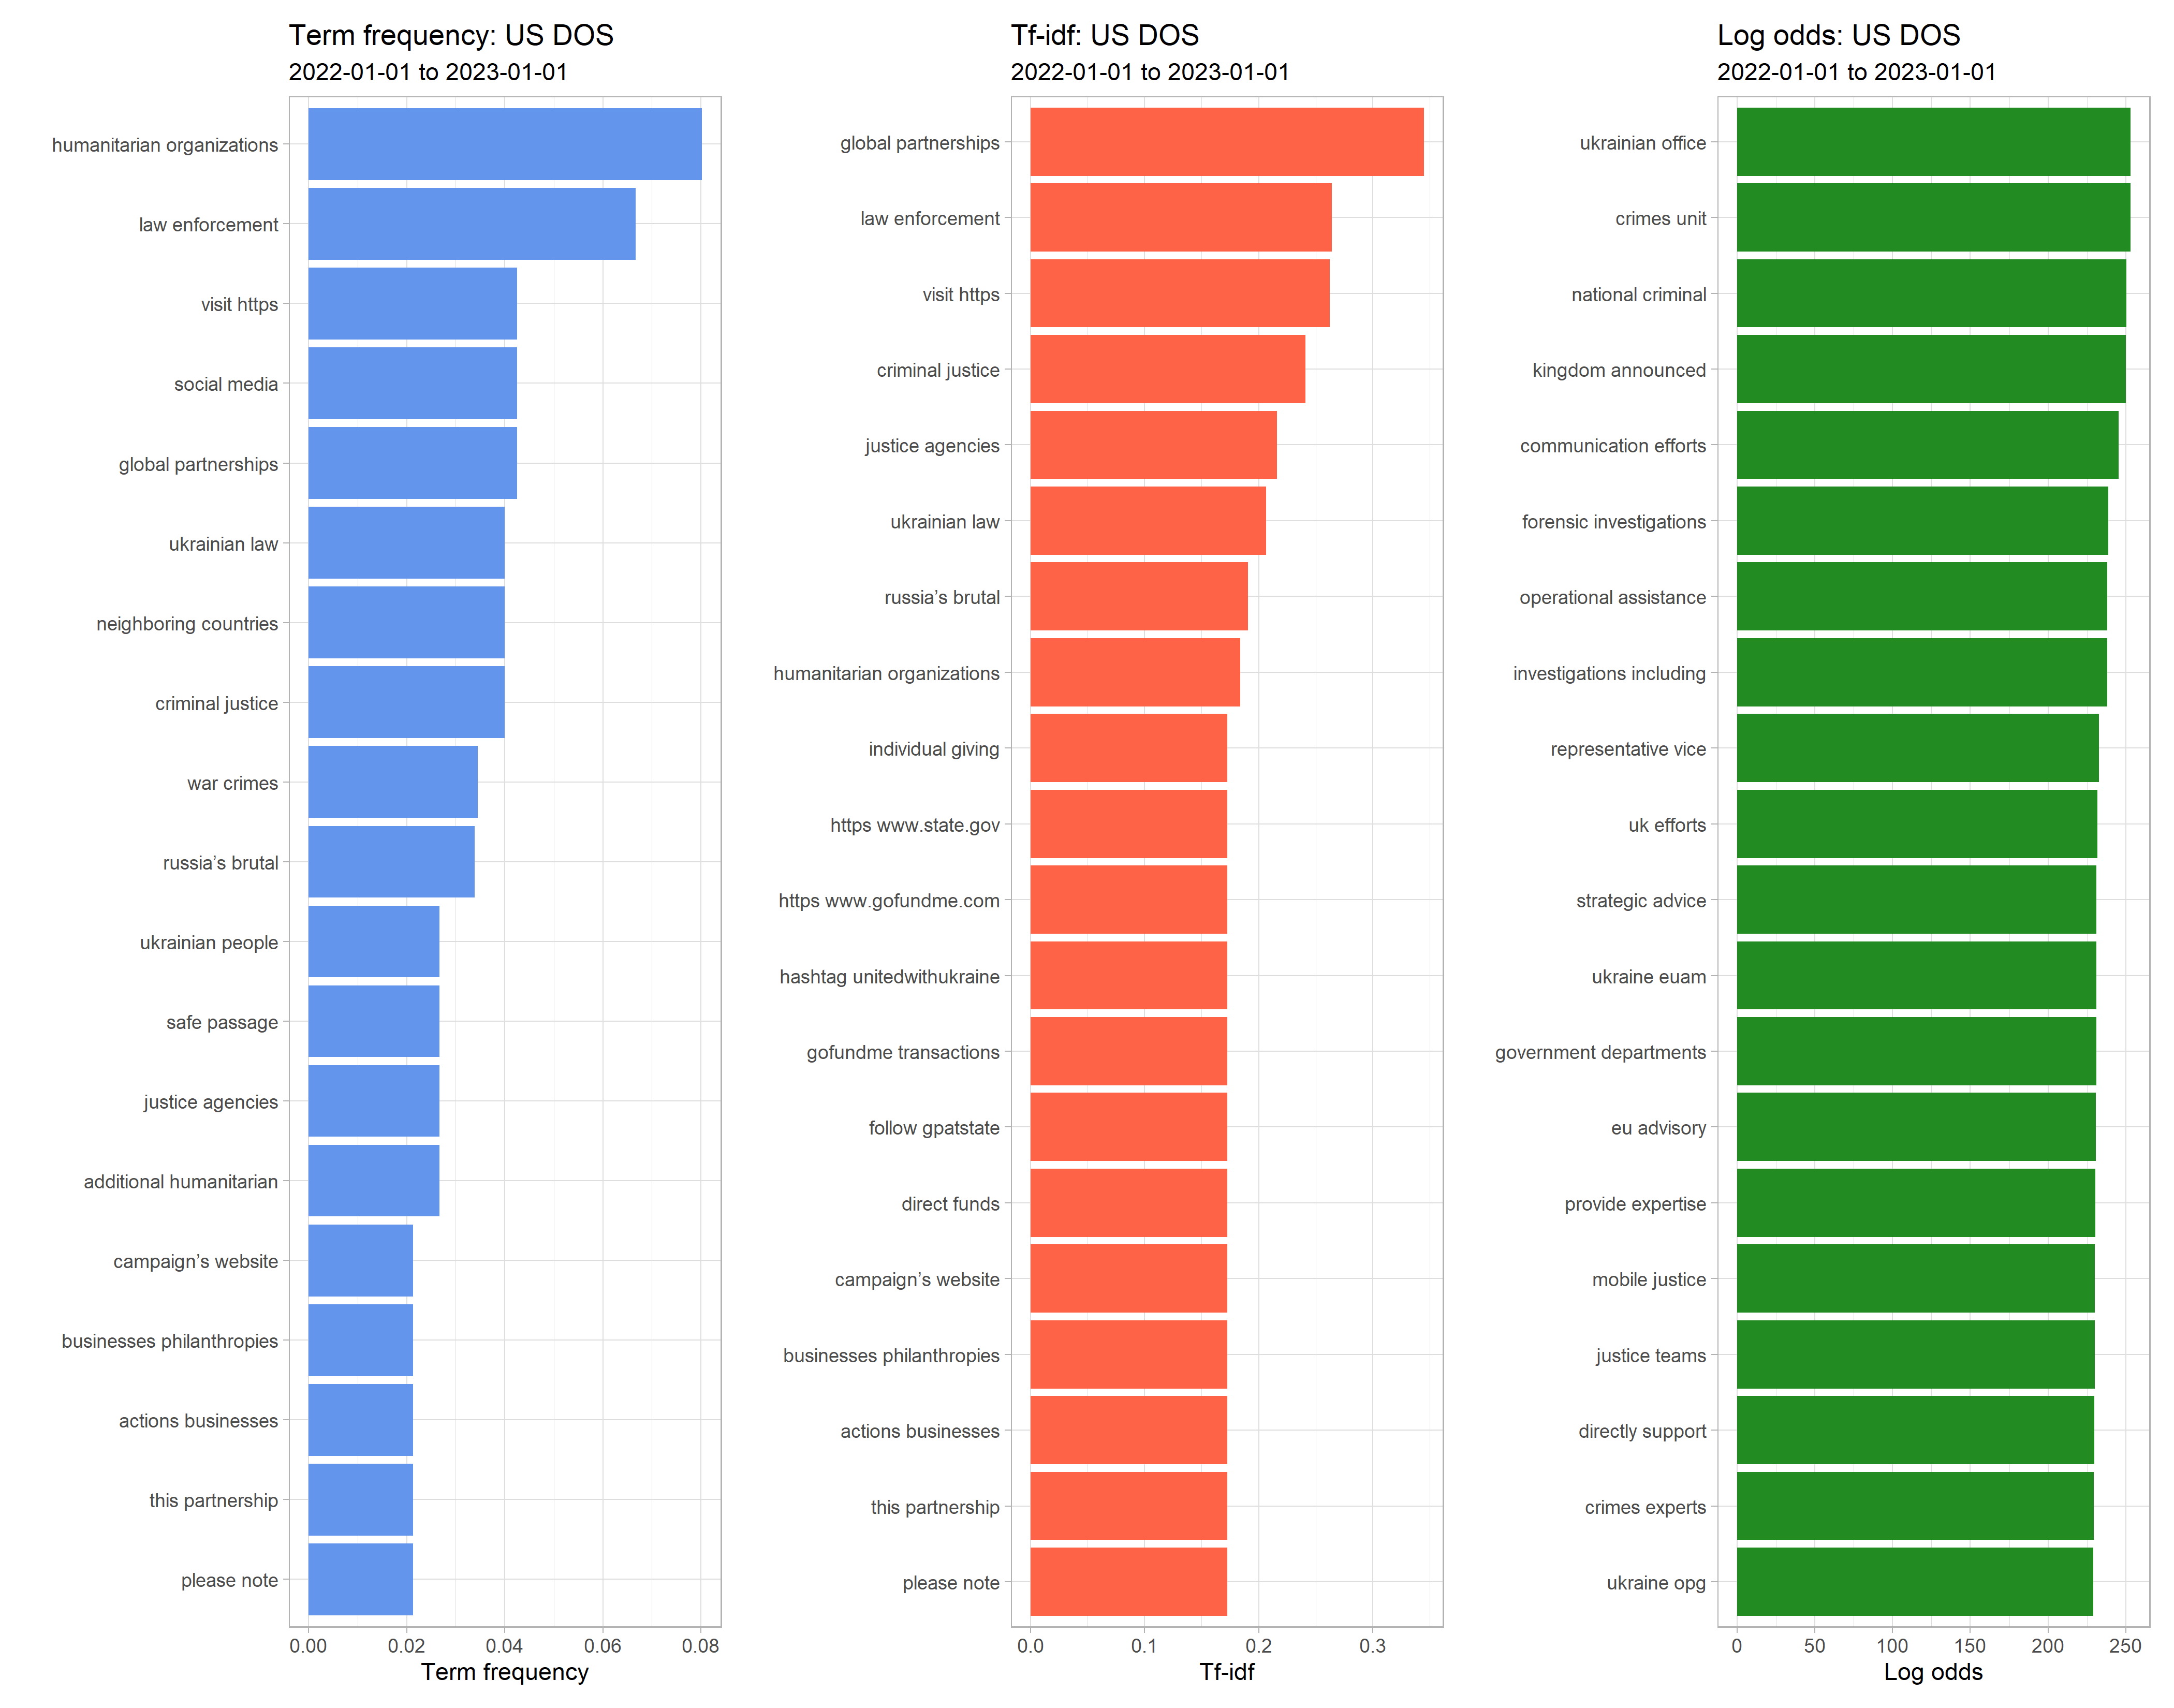 Term frequency: US DOS
2022-01-01 to 2023-01-01
humanitarian organizations
law enforcement
visit https
social media
global partnerships
ukrainian law
neighboring countries
criminal justice
war crimes
russia’s brutal
ukrainian people
safe passage
justice agencies
additional humanitarian
campaign’s website
businesses philanthropies
actions businesses
this partnership
please note
0.00 0.02 0.04 0.06 0.08
Term frequency
Tf-idf: US DOS
2022-01-01 to 2023-01-01
global partnerships
law enforcement
visit https
criminal justice
justice agencies
ukrainian law
russia’s brutal
humanitarian organizations
individual giving
https www.state.gov
https www.gofundme.com
hashtag unitedwithukraine
gofundme transactions
follow gpatstate
direct funds
campaign’s website
businesses philanthropies
actions businesses
this partnership
please note
0.0 0.1 0.2 0.3
Tf-idf
Log odds: US DOS
2022-01-01 to 2023-01-01
ukrainian office
crimes unit
national criminal
kingdom announced
communication efforts
forensic investigations
operational assistance
investigations including
representative vice
uk efforts
strategic advice
ukraine euam
government departments
eu advisory
provide expertise
mobile justice
justice teams
directly support
crimes experts
ukraine opg
0 50 100 150 200 250
Log odds